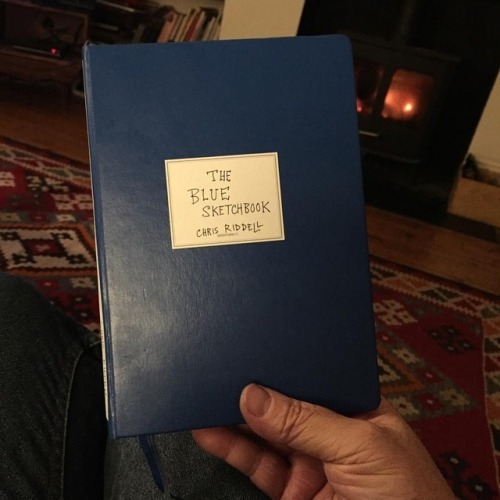 THE
BLUE
SKETCHBOOK
CHRIS RIDDELL